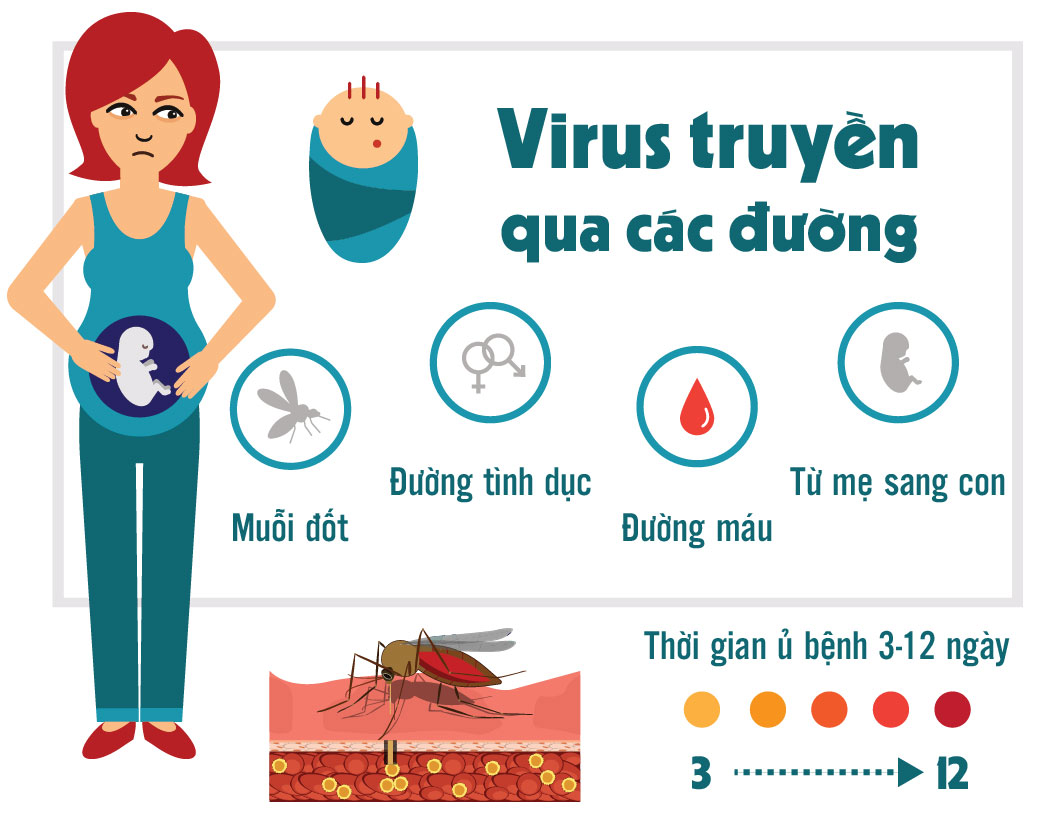 Virus truyền
qua các đường
Muỗi đốt
Đường tình dục
Đường máu
Từ mẹ sang con
Thời gian ủ bệnh 3-12 ngày
3 12